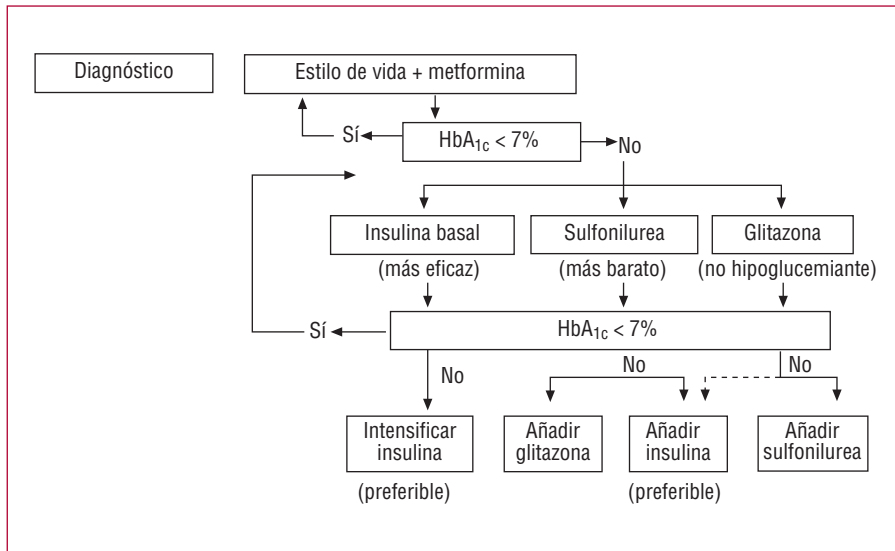 Diagnóstico
Estilo de vida + metformina
Sí
HbA1c < 7%
No
Insulina basal
Sulfonilurea
Glitazona
(más eficaz)
(más barato)
(no hipoglucemiante)
Sí
HbA1c < 7%
No
No
No
Intensificar
insulina
Añadir
glitazona
Añadir
insulina
Añadir
sulfonilurea
(preferible)
(preferible)